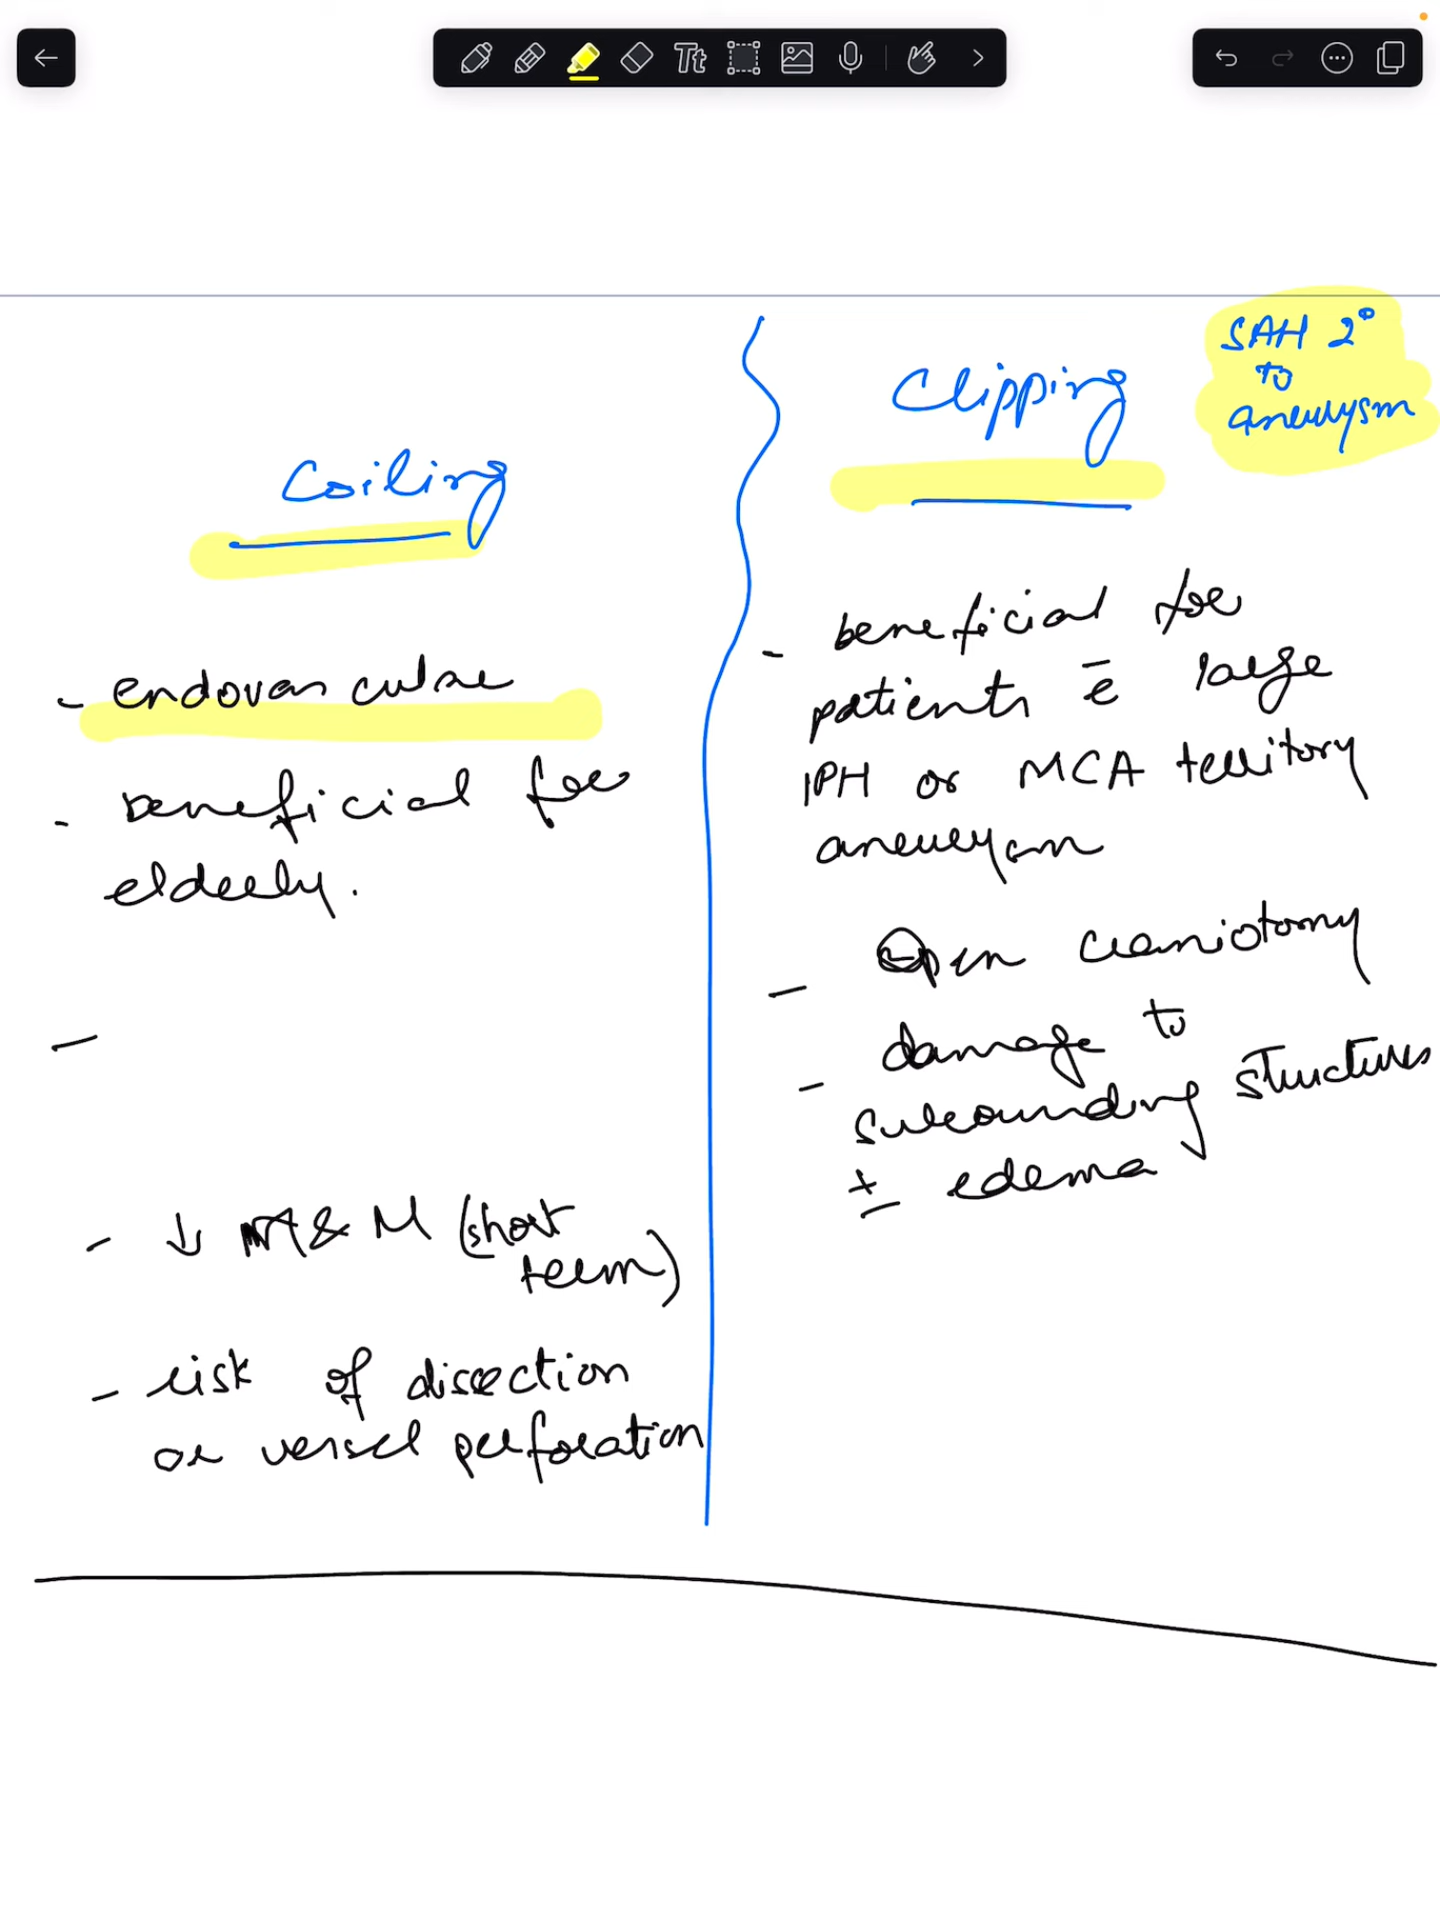 Tt
SAH 2°
to
aneurysm
Coiling
- endovascular
- beneficial for
elderly.
-
- ↓ M & M (short
term)
- risk of dissection
or vessel perforation
Clipping
- beneficial for
patients c̄ large
IPH or MCA territory
aneurysm
- Open craniotomy
- damage to
surrounding structures
± edema